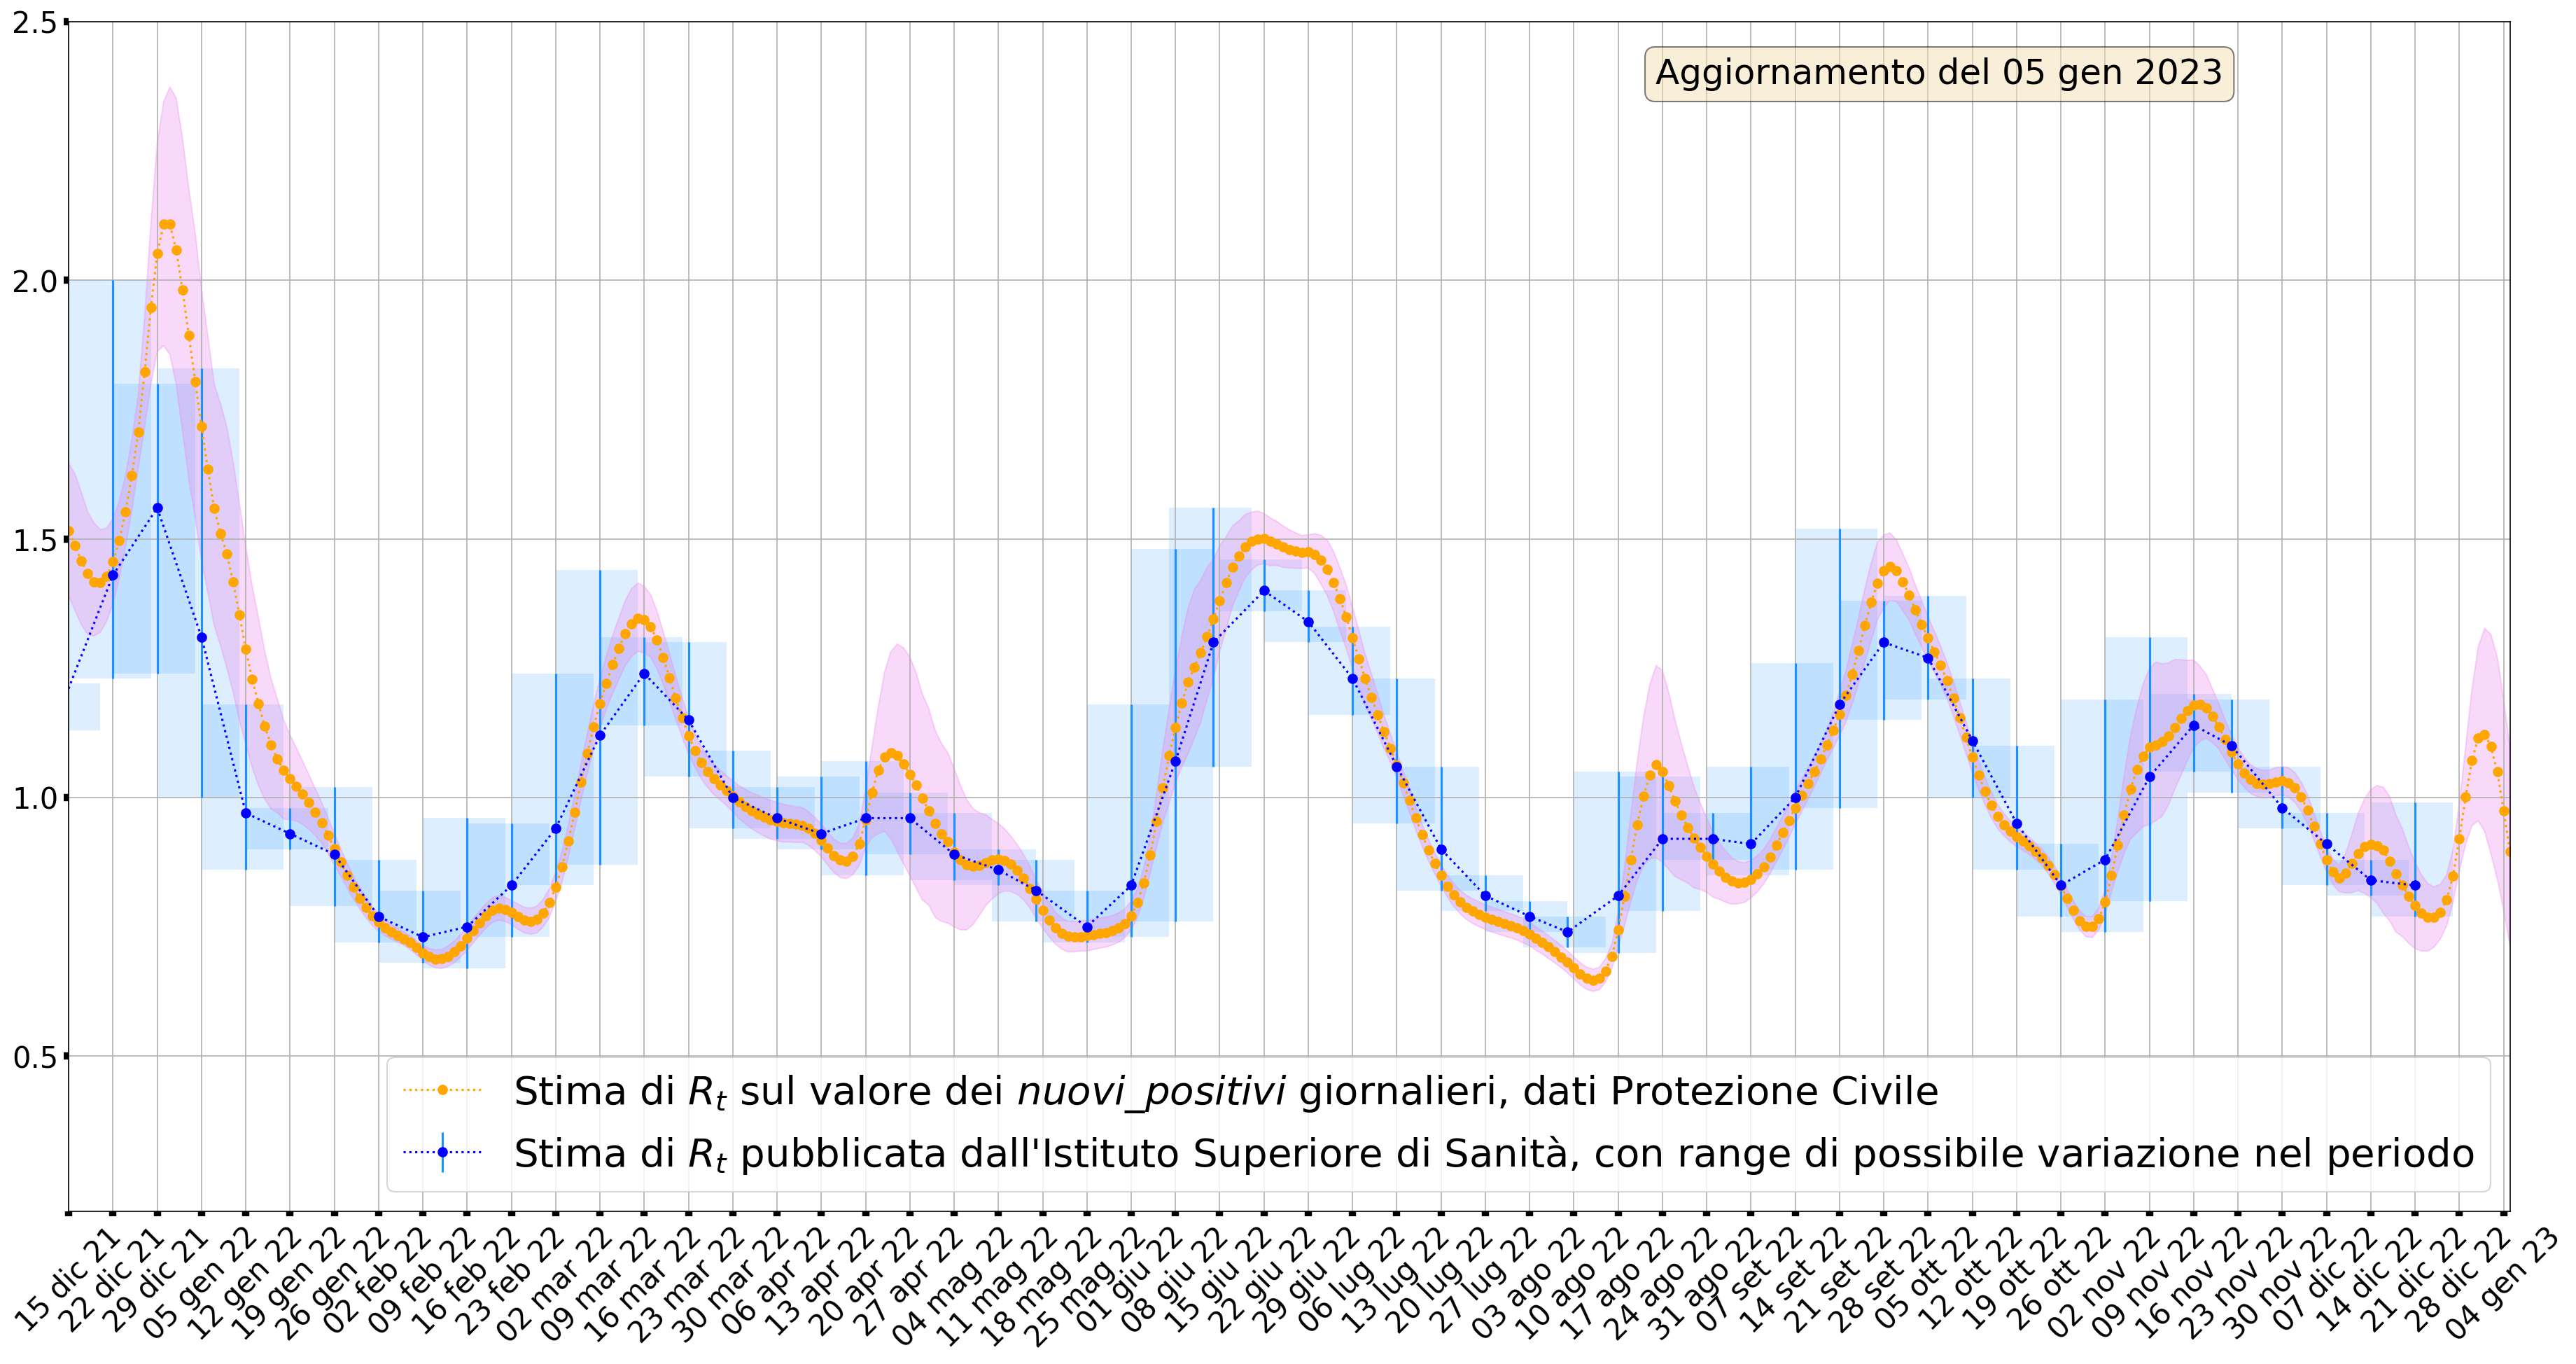 2.5
Aggiornamento del 05 gen 2023
2.0
1.5
1.0
0.5
Stima di Rt sul valore dei nuovi_positivi giornalieri, dati Protezione Civile
Stima di Rt pubblicata dall'Istituto Superiore di Sanità, con range di possibile variazione nel periodo
15 dic 21
22 dic 21
29 dic 21
05 gen 22
12 gen 22
19 gen 22
26 gen 22
02 feb 22
09 feb 22
16 feb 22
23 feb 22
02 mar 22
09 mar 22
16 mar 22
23 mar 22
30 mar 22
06 apr 22
13 apr 22
20 apr 22
27 apr 22
04 mag 22
11 mag 22
18 mag 22
25 mag 22
01 giu 22
08 giu 22
15 giu 22
22 giu 22
29 giu 22
06 lug 22
13 lug 22
20 lug 22
27 lug 22
03 ago 22
10 ago 22
17 ago 22
24 ago 22
31 ago 22
07 set 22
14 set 22
21 set 22
28 set 22
05 ott 22
12 ott 22
19 ott 22
26 ott 22
02 nov 22
09 nov 22
16 nov 22
23 nov 22
30 nov 22
07 dic 22
14 dic 22
21 dic 22
28 dic 22
04 gen 23